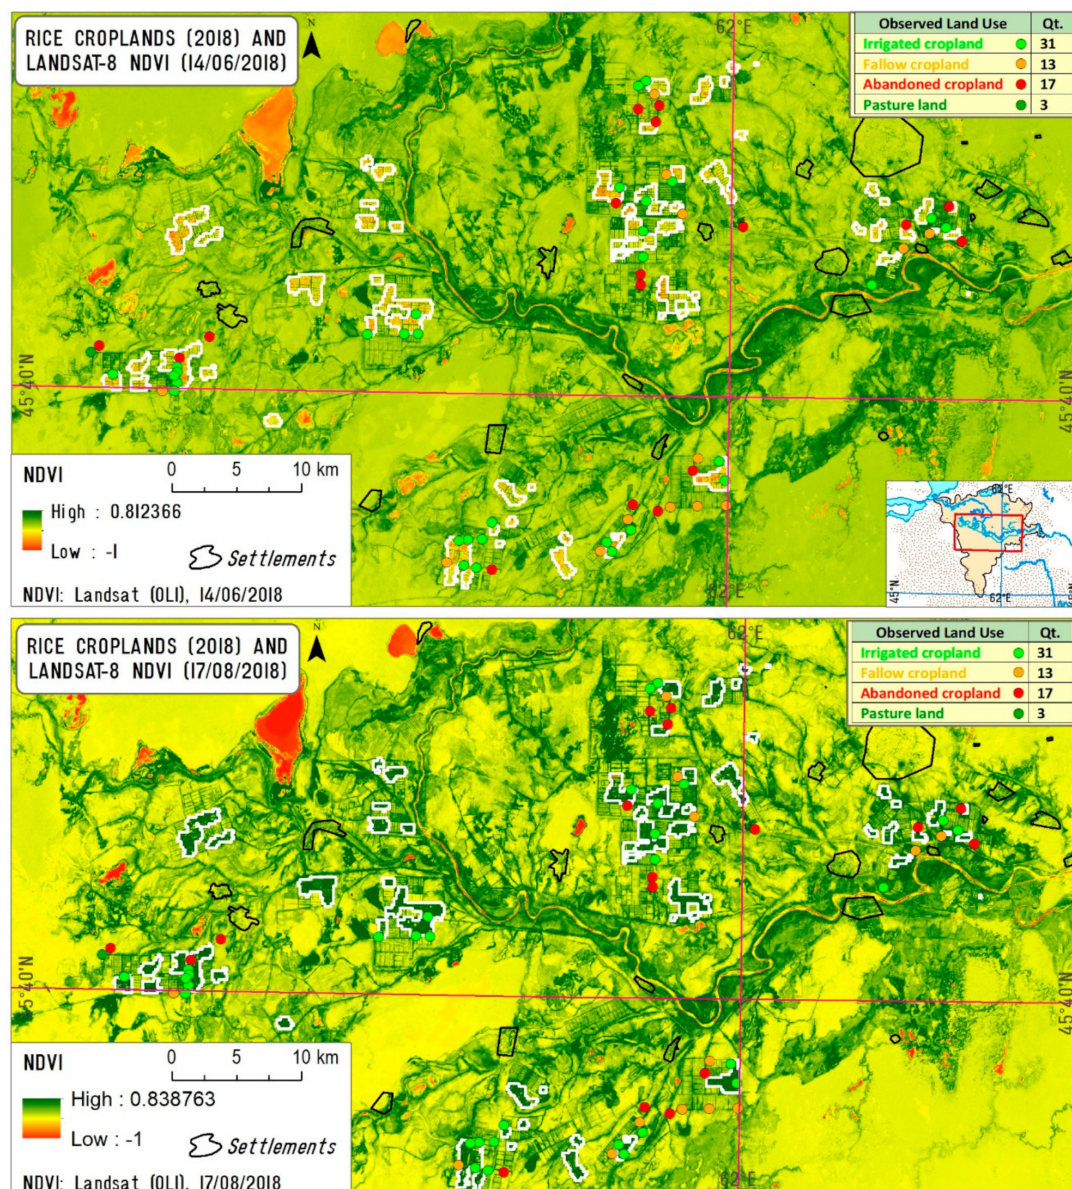 RICE CROPLANDS (2018) AND
LANDSAT-8 NDVI (14/06/2018)
N
62°E
Observed Land Use Qt.
Irrigated cropland 31
Fallow cropland 13
Abandoned cropland 17
Pasture land 3
45°40'N
45°40'N
NDVI
0 5 10 km
High : 0.812366
Low : -1
Settlements
NDVI: Landsat (OLI), 14/06/2018
62°E
62°E
45°N
62°E
45°N
RICE CROPLANDS (2018) AND
LANDSAT-8 NDVI (17/08/2018)
N
62°E
Observed Land Use Qt.
Irrigated cropland 31
Fallow cropland 13
Abandoned cropland 17
Pasture land 3
45°40'N
45°40'N
NDVI
0 5 10 km
High : 0.838763
Low : -1
Settlements
NDVI: Landsat (OLI), 17/08/2018
62°E